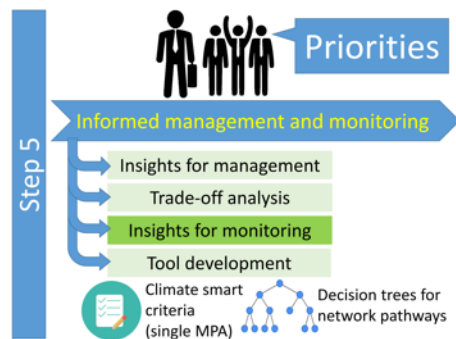 Priorities
Step 5
Informed management and monitoring
Insights for management
Trade-off analysis
Insights for monitoring
Tool development
Climate smart
criteria
(single MPA)
Decision trees for
network pathways